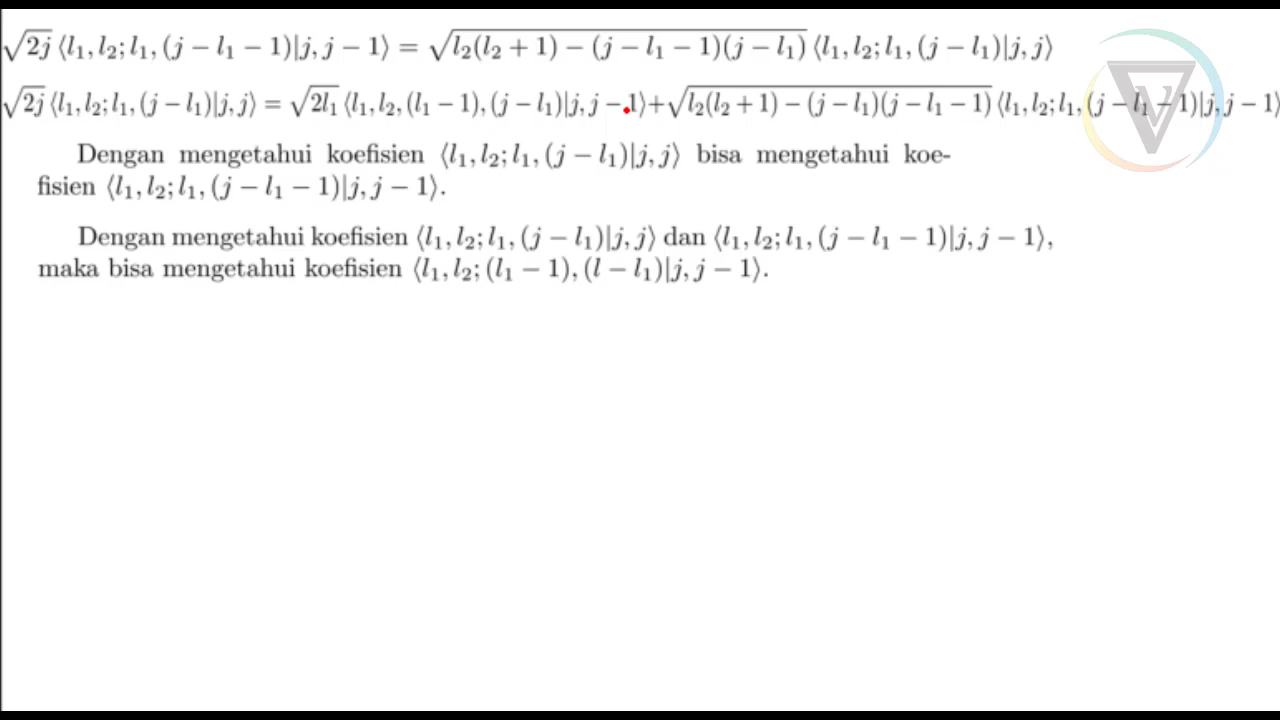 √2j ⟨l₁, l₂; l₁, (j − l₁ − 1)|j, j − 1⟩ = √l₂(l₂ + 1) − (j − l₁ − 1)(j − l₁) ⟨l₁, l₂; l₁, (j − l₁)|j, j⟩
√2j ⟨l₁, l₂; l₁, (j − l₁)|j, j⟩ = √2l₁ ⟨l₁, l₂, (l₁ − 1), (j − l₁)|j, j − 1⟩+√l₂(l₂ + 1) − (j − l₁)(j − l₁ − 1) ⟨l₁, l₂; l₁, (j − l₁ − 1)|j, j − 1⟩
Dengan mengetahui koefisien ⟨l₁, l₂; l₁, (j − l₁)|j, j⟩ bisa mengetahui koe-
fisien ⟨l₁, l₂; l₁, (j − l₁ − 1)|j, j − 1⟩.
Dengan mengetahui koefisien ⟨l₁, l₂; l₁, (j − l₁)|j, j⟩ dan ⟨l₁, l₂; l₁, (j − l₁ − 1)|j, j − 1⟩,
maka bisa mengetahui koefisien ⟨l₁, l₂; (l₁ − 1), (l − l₁)|j, j − 1⟩.